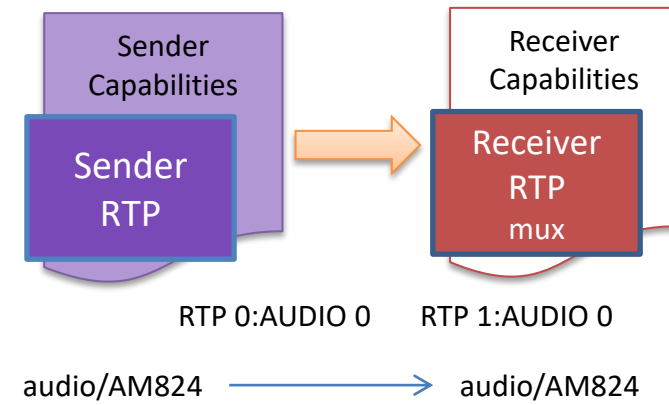 Sender
Capabilities
Sender
RTP
Receiver
Capabilities
Receiver
RTP
mux
RTP 0:AUDIO 0 RTP 1:AUDIO 0
audio/AM824 audio/AM824